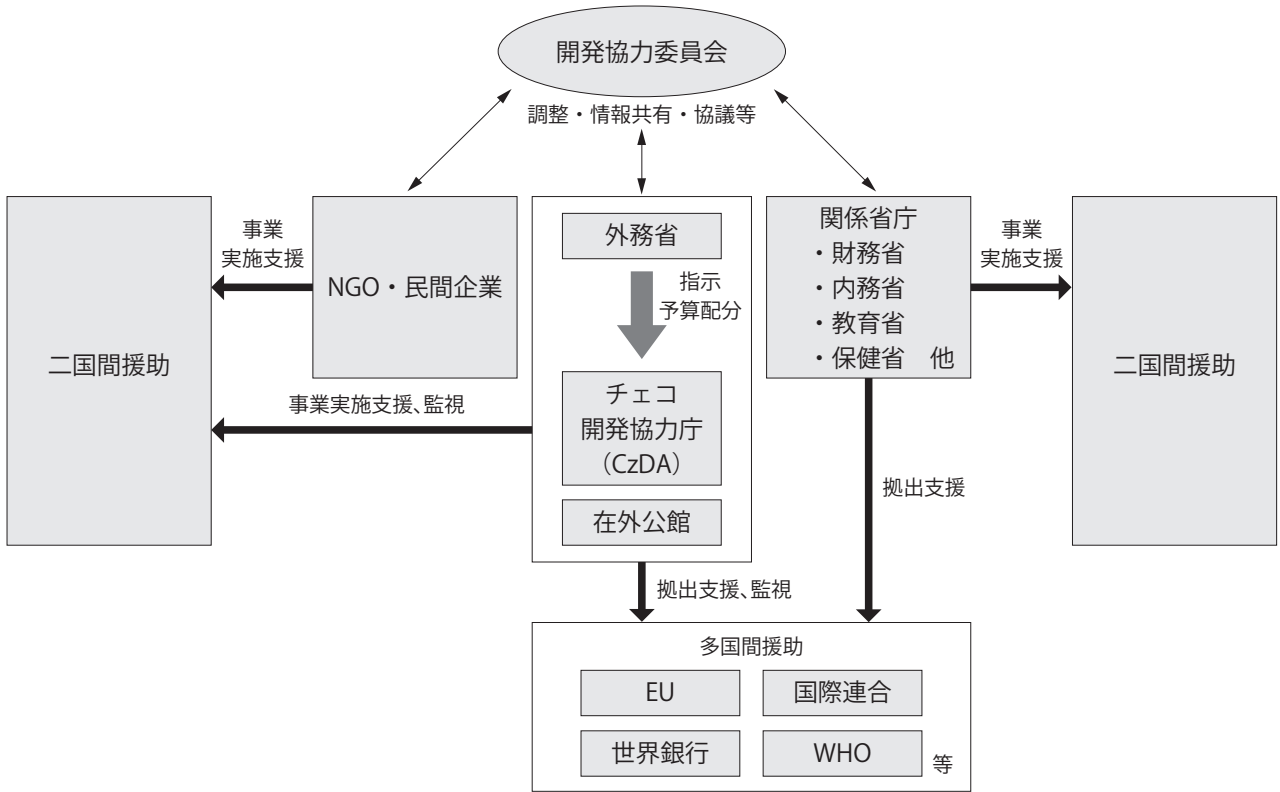 開発協力委員会
調整・情報共有・協議等
二国間援助
事業
実施支援
NGO・民間企業
事業実施支援、監視
外務省
指示
予算配分
チェコ
開発協力庁
（CzDA）
在外公館
関係省庁
・財務省
・内務省
・教育省
・保健省　他
事業
実施支援
二国間援助
拠出支援
拠出支援、監視
多国間援助
EU
国際連合
世界銀行
WHO
等